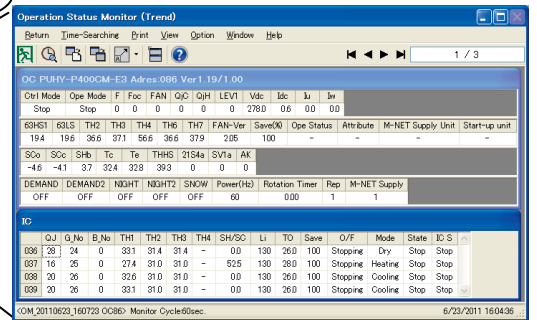 Operation Status Monitor (Trend)
Return Time-Searching Print View Option Window Help
1 / 3
OC PUHY-P400CM-E3 Adres:086 Ver1.19/1.00
Ctrl Mode Ope Mode F Foc FAN QjC QjH LEV1 Vdc Idc Iu Iw
Stop Stop 0 0 0 0 0 0 278.0 0.6 0.0 0.0
63HS1 63LS TH2 TH3 TH4 TH6 TH7 FAN-Ver Save(%) Ope Status Attribute M-NET Supply Unit Start-up unit
19.4 19.6 36.6 37.1 56.6 36.6 37.9 2.05 100 - - - -
SCo SCc SHb Tc Te THHS 21S4a SV1a AK
-4.6 -4.1 3.7 32.4 32.8 39.3 0 0 0
DEMAND DEMAND2 NIGHT NIGHT2 SNOW Power(Hz) Rotation Timer Rep M-NET Supply
OFF OFF OFF OFF OFF 60 0:00 1 1
IC
QJ G_No B_No TH1 TH2 TH3 TH4 SH/SC Li TO Save O/F Mode State IC S
036 28 24 0 33.1 31.4 31.4 - 0.0 130 26.0 100 Stopping Dry Stop Stop
037 16 25 0 27.4 31.0 31.0 - 52.5 130 28.0 100 Stopping Heating Stop Stop
038 20 26 0 32.6 31.0 31.0 - 0.0 130 26.0 100 Stopping Cooling Stop Stop
039 20 26 0 33.1 31.0 31.0 - 0.0 130 26.0 100 Stopping Cooling Stop Stop
<OM_20110623_160723 OC86> Monitor Cycle:60sec. 6/23/2011 16:04:36